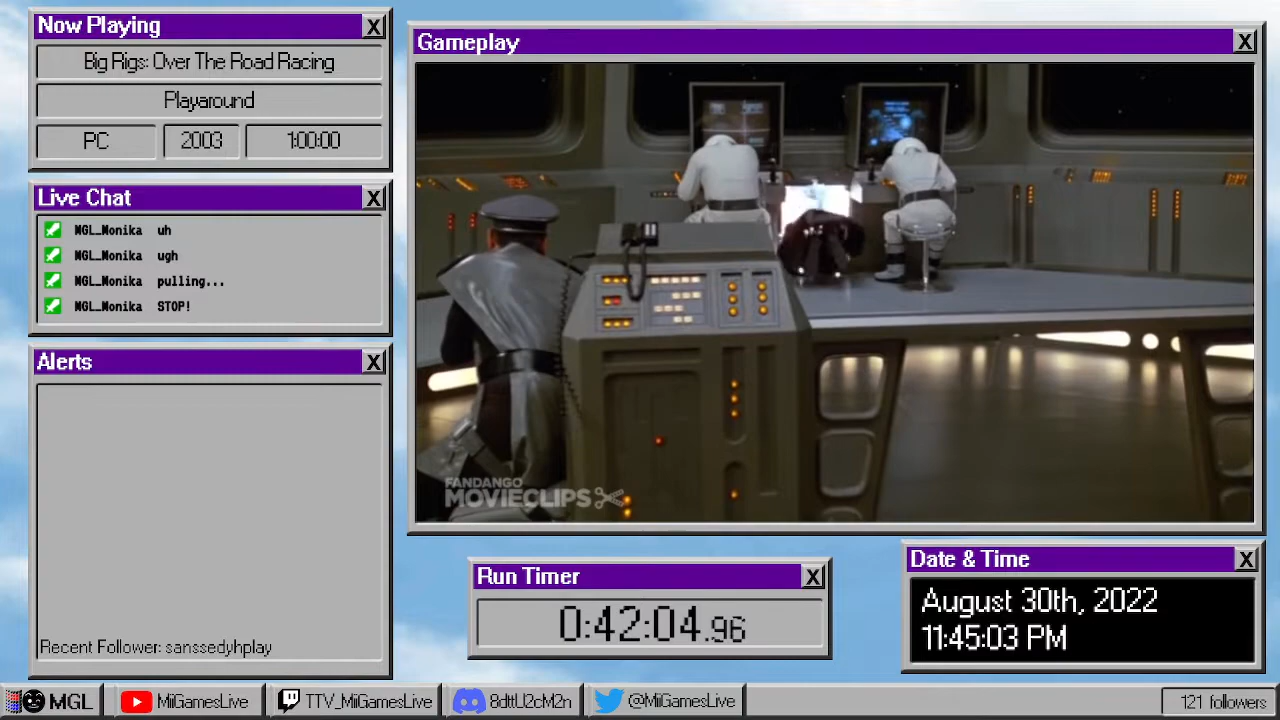 Now Playing
Big Rigs: Over The Road Racing
Playaround
PC
2003
1:00:00
Live Chat
MGL_Monika uh
MGL_Monika ugh
MGL_Monika pulling...
MGL_Monika STOP!
Alerts
Recent Follower: sanssedyhplay
Gameplay
FANDANGO
MOVIECLIPS
Run Timer
0:42:04.96
Date & Time
August 30th, 2022
11:45:03 PM
MGL
MiiGamesLive
TTV_MiiGamesLive
8dttU2cM2n
@MiiGamesLive
121 followers